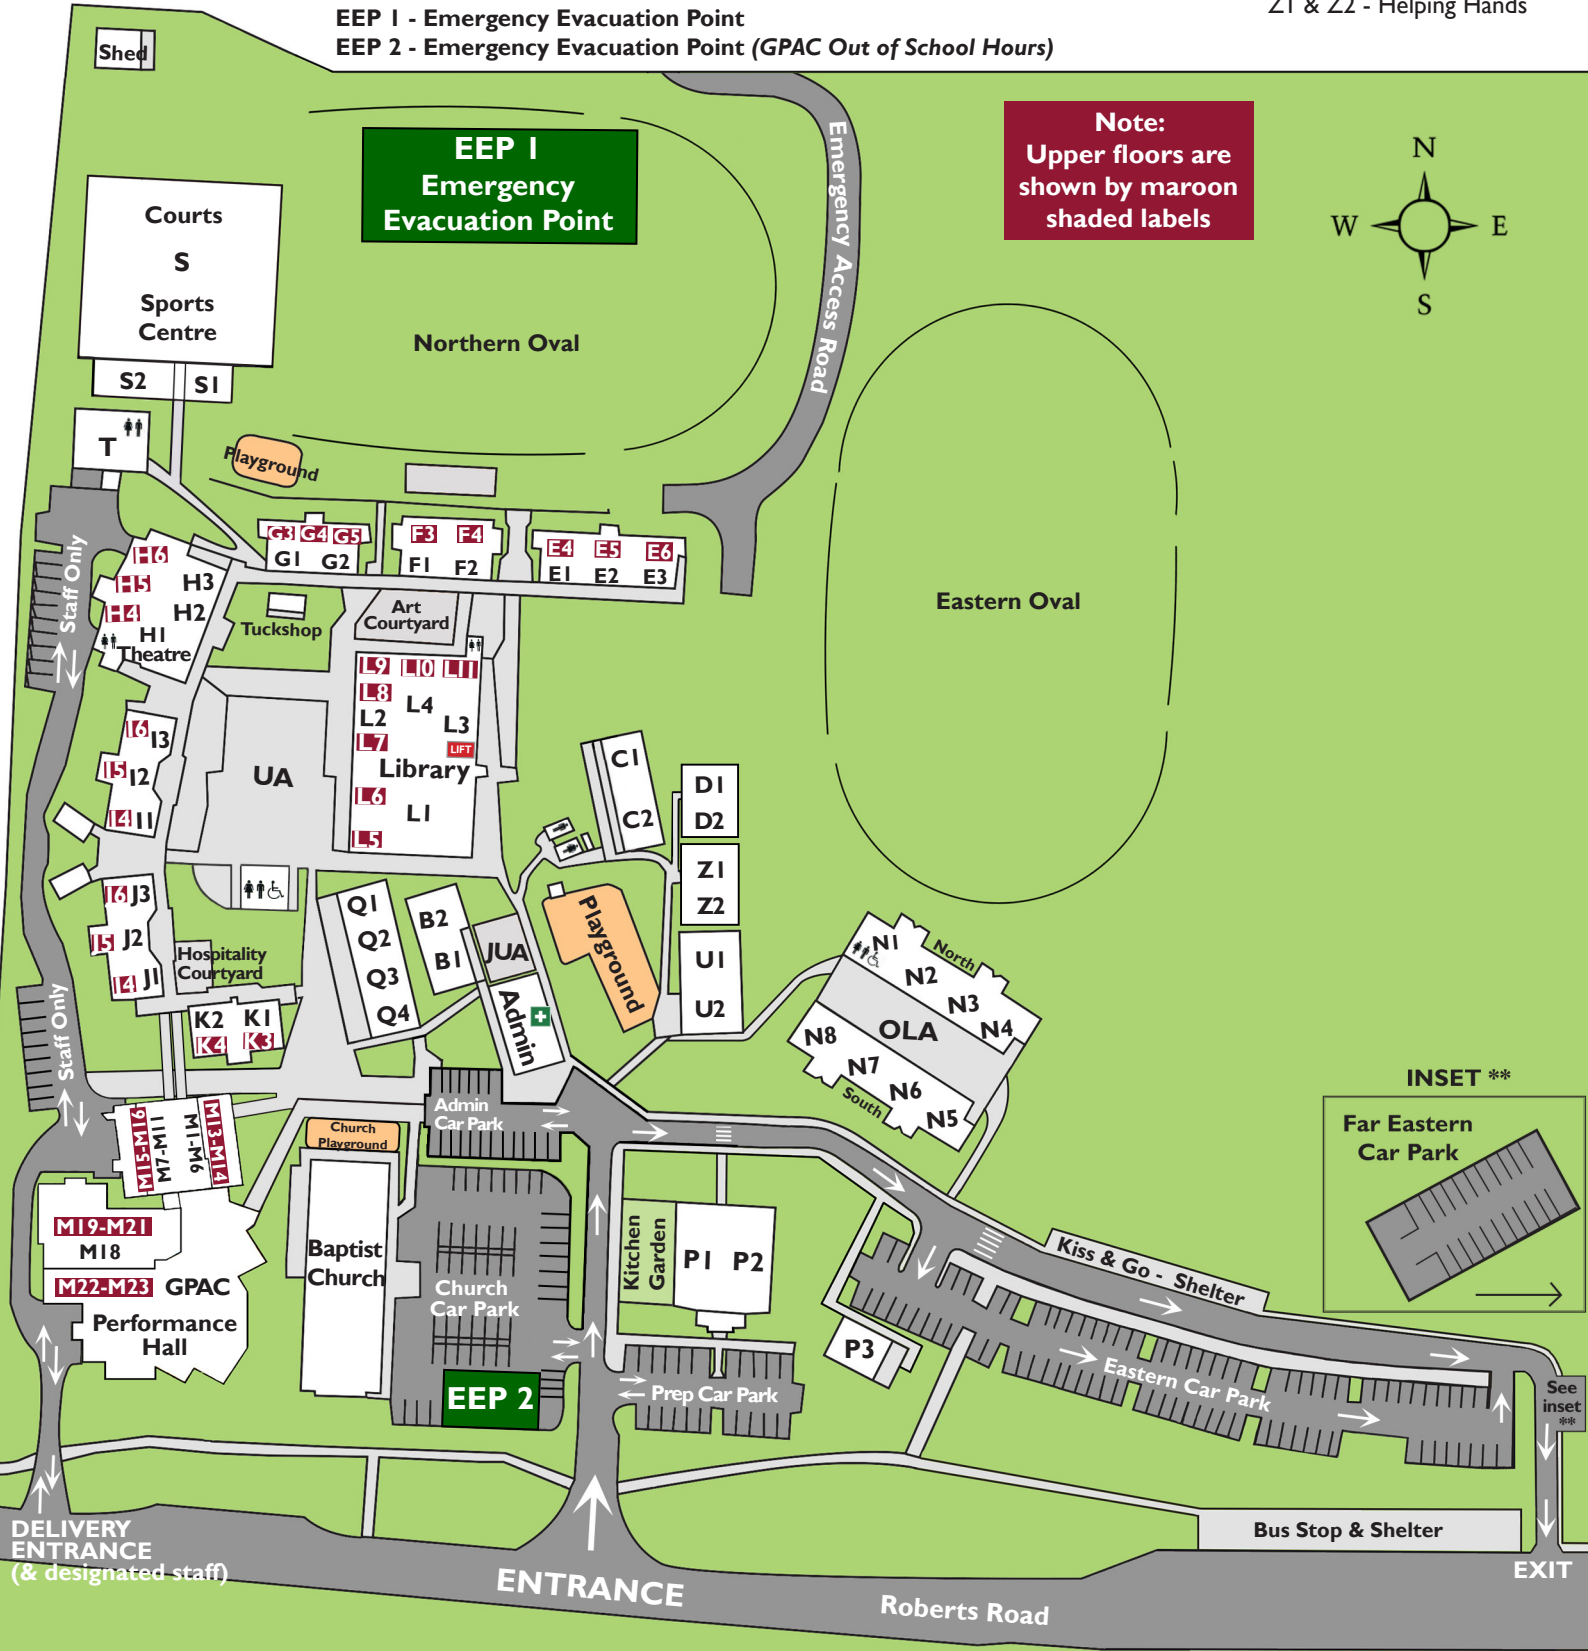 EEP 1 - Emergency Evacuation Point
EEP 2 - Emergency Evacuation Point (GPAC Out of School Hours)
Z1 & Z2 - Helping Hands
Shed
EEP 1
Emergency
Evacuation Point
Note:
Upper floors are
shown by maroon
shaded labels
N
W
E
S
Emergency Access Road
Courts
S
Sports
Centre
S2
S1
Northern Oval
T
Playground
Staff Only
G3 G4 G5
G1 G2
F3 F4
F1 F2
E4 E5 E6
E1 E2 E3
H6
H5
H3
H4
H2
H1
Theatre
Tuckshop
Art
Courtyard
Eastern Oval
L9 L10 L11
L8
L4
L2
L3
L7
LIFT
Library
L6
L1
L5
UA
I6
I3
I5
I2
I4
I1
C1
C2
D1
D2
Z1
Z2
U1
U2
I6
J3
I5
J2
I4
J1
Hospitality
Courtyard
Q1
Q2
Q3
Q4
B2
B1
JUA
Admin
Playground
K2 K1
K4 K3
Staff Only
N1
North
N2
N3
N4
OLA
N8
N7
N6
N5
South
INSET **
Far Eastern
Car Park
Admin
Car Park
M15-M16
M7-M11
M1-M6
M13-M14
Church
Playground
M19-M21
M18
M22-M23
GPAC
Performance
Hall
Baptist
Church
Church
Car Park
EEP 2
Kitchen
Garden
P1 P2
P3
Prep Car Park
Kiss & Go - Shelter
Eastern Car Park
See
inset
**
DELIVERY
ENTRANCE
(& designated staff)
ENTRANCE
Roberts Road
Bus Stop & Shelter
EXIT